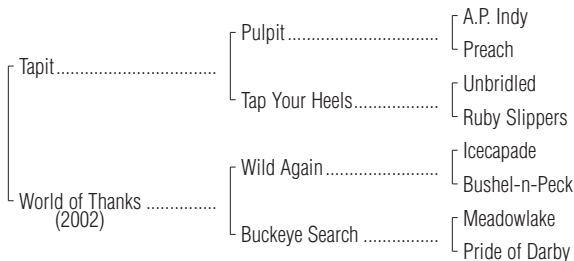 A.P. Indy
Pulpit
Preach
Tapit
Unbridled
Tap Your Heels
Ruby Slippers
Icecapade
Wild Again
Bushel-n-Peck
World of Thanks
(2002)
Meadowlake
Buckeye Search
Pride of Darby